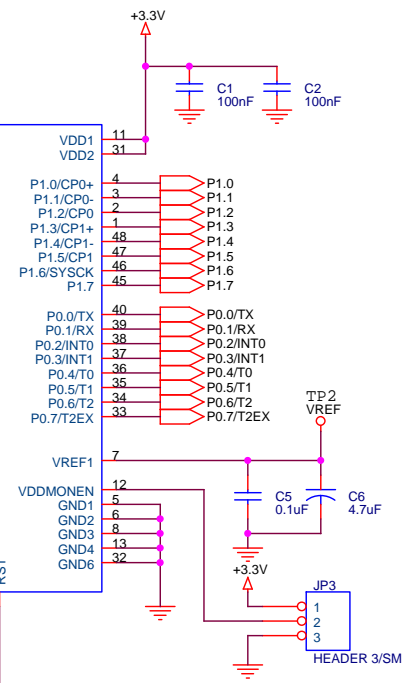 +3.3V
C1
100nF
C2
100nF
VDD1 11
VDD2 31
P1.0/CP0+ 4 P1.0
P1.1/CP0- 3 P1.1
P1.2/CP0 2 P1.2
P1.3/CP1+ 1 P1.3
P1.4/CP1- 48 P1.4
P1.5/CP1 47 P1.5
P1.6/SYSCK 46 P1.6
P1.7 45 P1.7
P0.0/TX 40 P0.0/TX
P0.1/RX 39 P0.1/RX
P0.2/INT0 38 P0.2/INT0
P0.3/INT1 37 P0.3/INT1
P0.4/T0 36 P0.4/T0
P0.5/T1 35 P0.5/T1
P0.6/T2 34 P0.6/T2
P0.7/T2EX 33 P0.7/T2EX
TP2
VREF
VREF1 7
C5
0.1uF
C6
4.7uF
VDDMONEN 12
GND1 5
GND2 6
GND3 8
GND4 13
GND6 32
RST
+3.3V
JP3
1
2
3
HEADER 3/SM